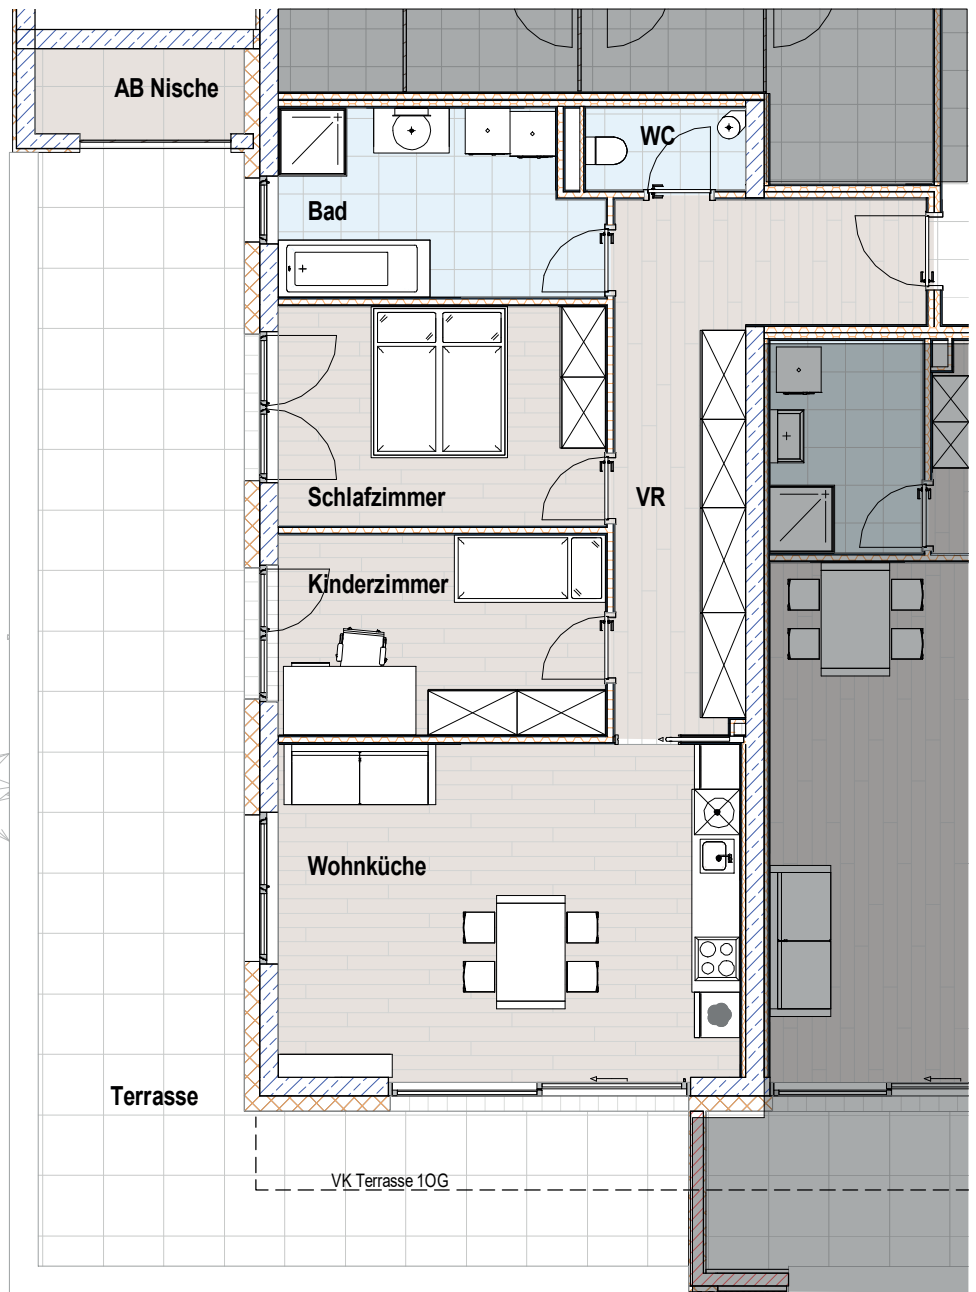 AB Nische
WC
Bad
Schlafzimmer
VR
Kinderzimmer
Wohnküche
Terrasse
VK Terrasse 1OG